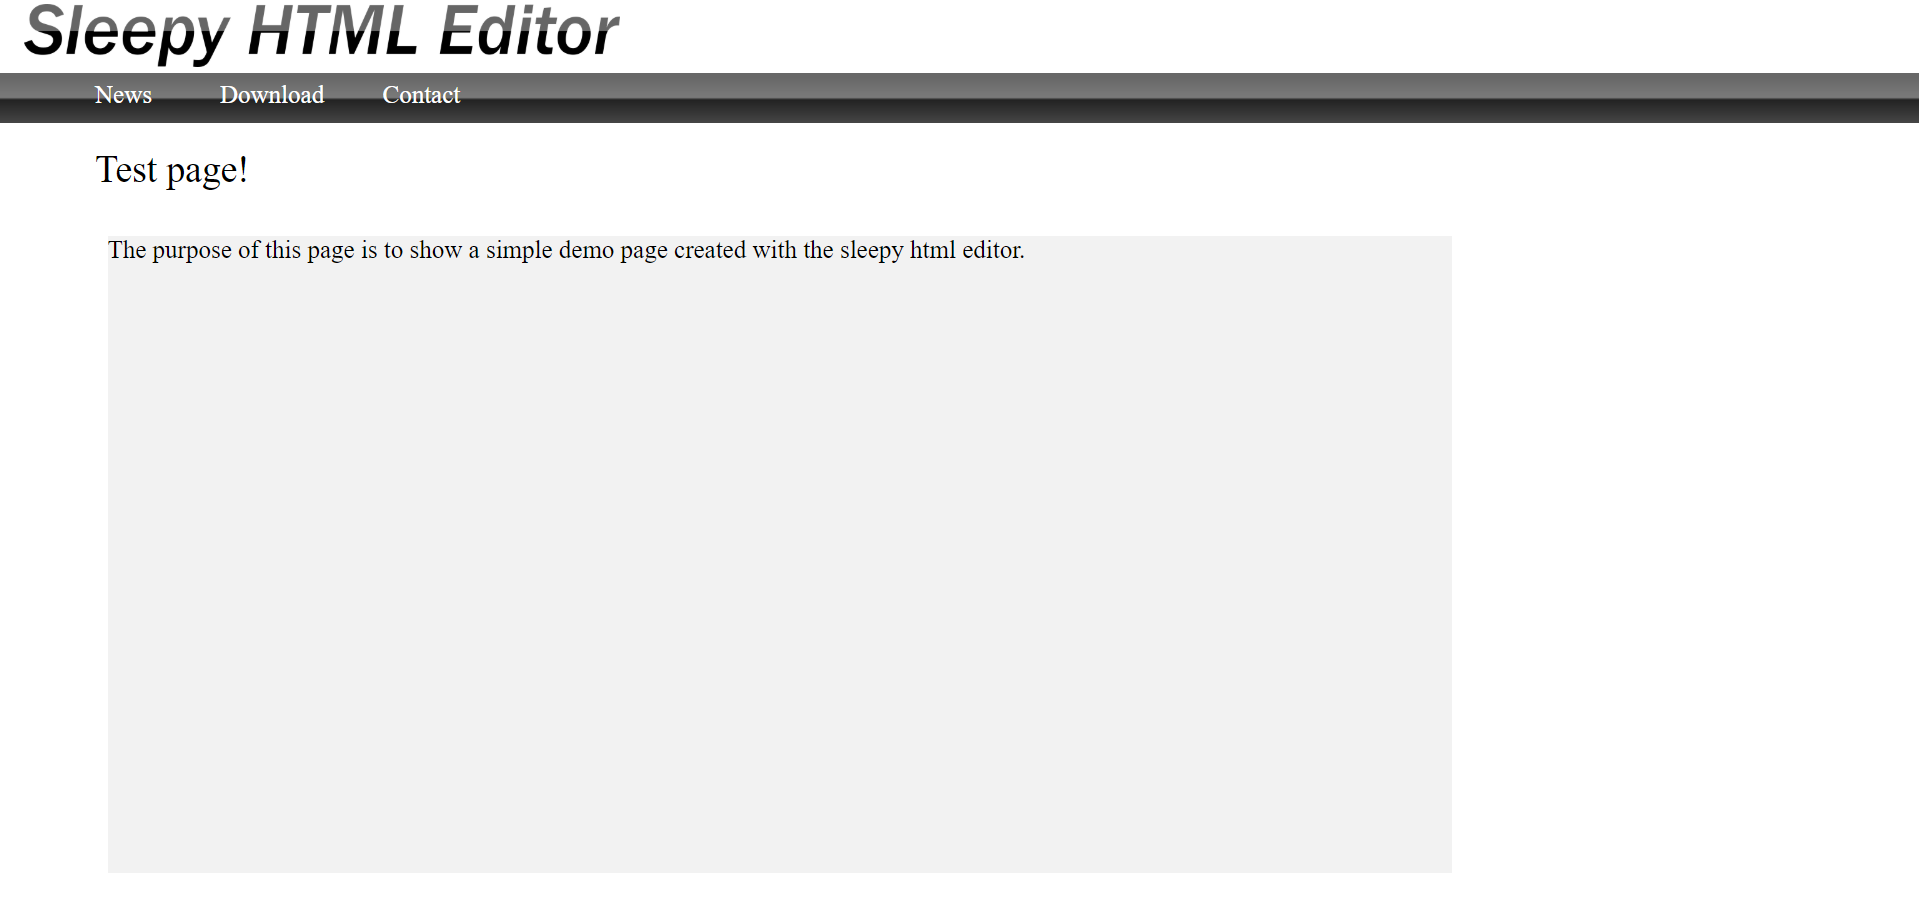 Sleepy HTML Editor
News Download Contact
Test page!
The purpose of this page is to show a simple demo page created with the sleepy html editor.